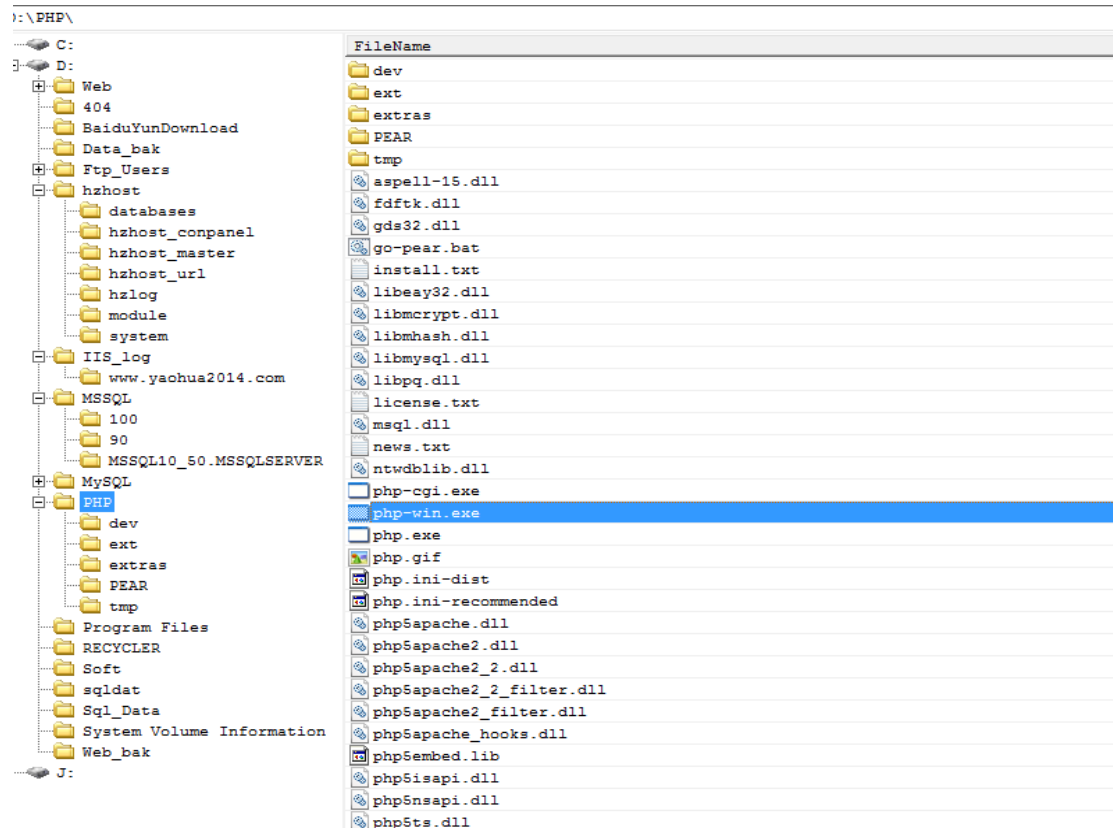 :\PHP\
C:
D:
Web
404
BaiduYunDownload
Data_bak
Ftp_Users
hzhost
databases
hzhost_conpanel
hzhost_master
hzhost_url
hzlog
module
system
IIS_log
www.yaohua2014.com
MSSQL
100
90
MSSQL10_50.MSSQLSERVER
MySQL
PHP
dev
ext
extras
PEAR
tmp
Program Files
RECYCLER
Soft
sqldat
Sql_Data
System Volume Information
Web_bak
J:
FileName
dev
ext
extras
PEAR
tmp
aspell-15.dll
fdftk.dll
gds32.dll
go-pear.bat
install.txt
libeay32.dll
libmcrypt.dll
libmhash.dll
libmysql.dll
libpq.dll
license.txt
msql.dll
news.txt
ntwdblib.dll
php-cgi.exe
php-win.exe
php.exe
php.gif
php.ini-dist
php.ini-recommended
php5apache.dll
php5apache2.dll
php5apache2_2.dll
php5apache2_2_filter.dll
php5apache2_filter.dll
php5apache_hooks.dll
php5embed.lib
php5isapi.dll
php5nsapi.dll
php5ts.dll